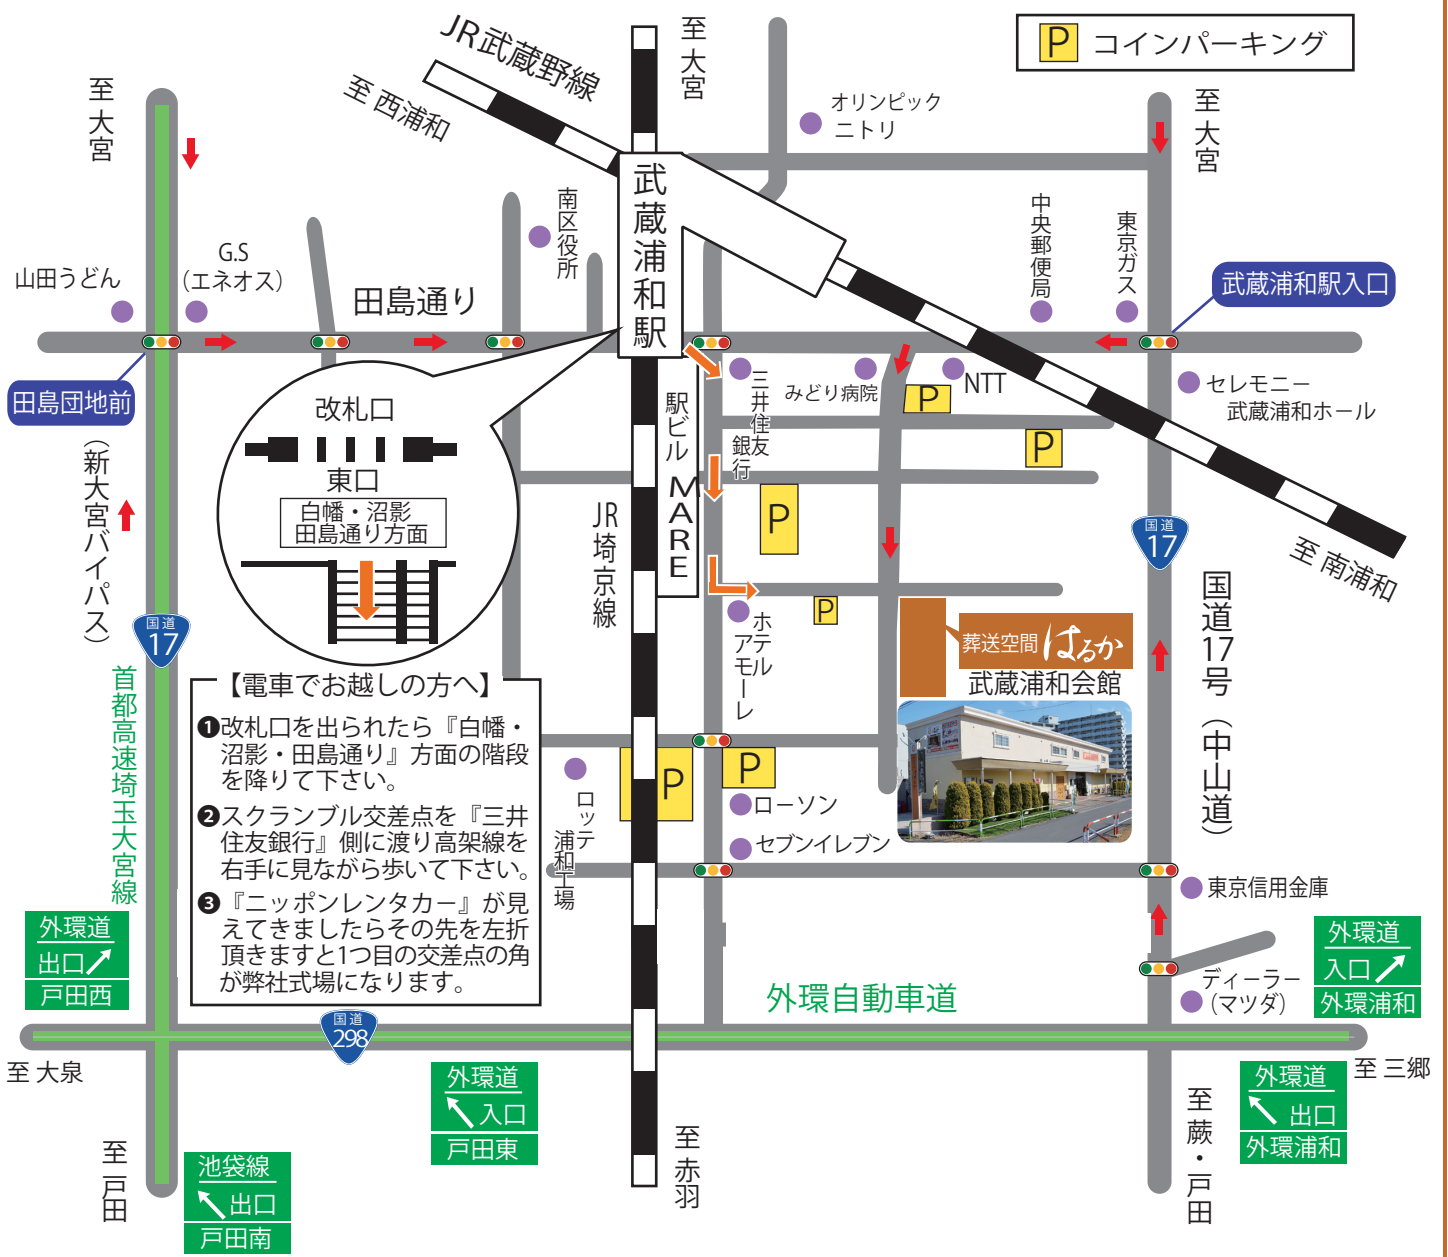 P コインパーキング
JR武蔵野線
至 西浦和
至 大宮
至 大宮
至 大宮
オリンピック
ニトリ
武蔵浦和駅
南区役所
中央郵便局
東京ガス
武蔵浦和駅入口
山田うどん
G.S
(エネオス)
田島通り
田島団地前
セレモニー
武蔵浦和ホール
NTT
みどり病院
P
P
P
P
三井住友
銀行
駅ビル
MARE
改札口
東口
白幡・沼影
田島通り方面
JR埼京線
(新大宮バイパス)
国道
17
首都高速埼玉大宮線
国道
17
国道17号(中山道)
至 南浦和
ホテル
アモーレ
葬送空間 はるか
武蔵浦和会館
【電車でお越しの方へ】
❶改札口を出られたら『白幡・
沼影・田島通り』方面の階段
を降りて下さい。
❷スクランブル交差点を『三井
住友銀行』側に渡り高架線を
右手に見ながら歩いて下さい。
❸『ニッポンレンタカー』が見
えてきましたらその先を左折
頂きますと1つ目の交差点の角
が弊社式場になります。
P
P
ロッテ
浦和工場
ローソン
セブンイレブン
東京信用金庫
ディーラー
(マツダ)
外環道
出口
戸田西
外環道
入口
外環浦和
外環自動車道
国道
298
至 大泉
至 三郷
外環道
入口
戸田東
外環道
出口
外環浦和
池袋線
出口
戸田南
至 戸田
至 赤羽
至 蕨・戸田